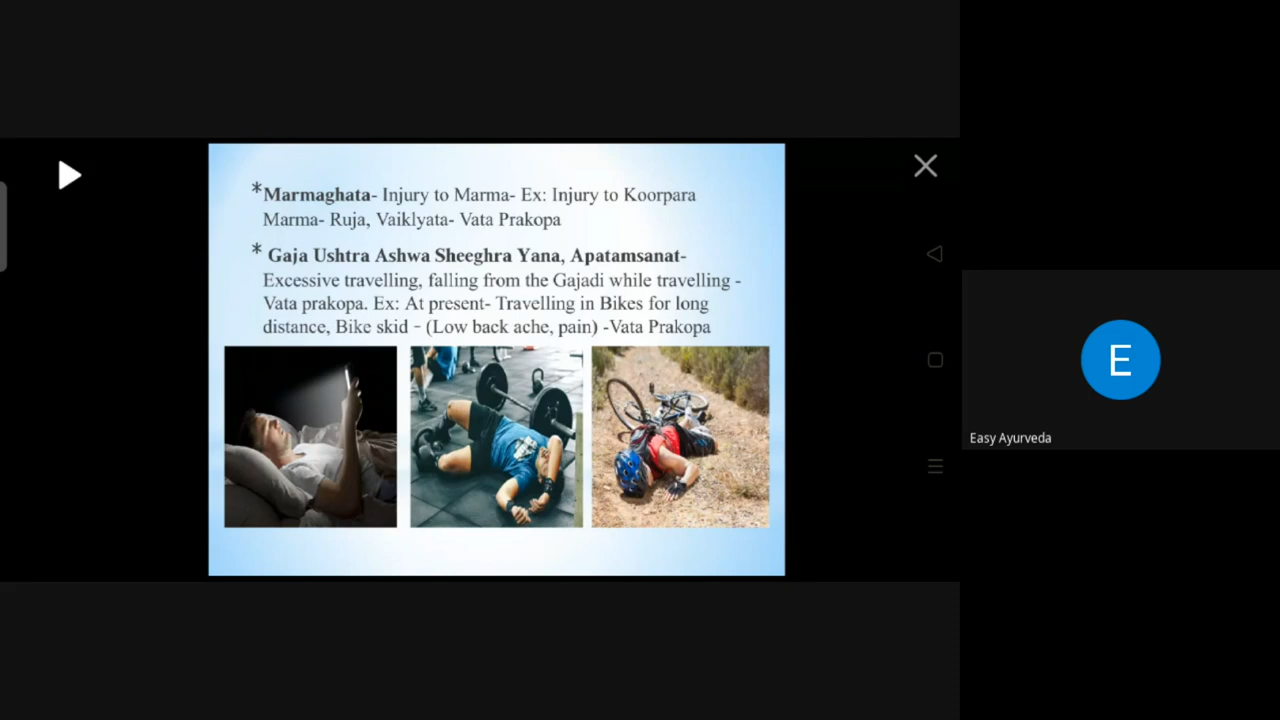 *Marmaghata- Injury to Marma- Ex: Injury to Koorpara
Marma- Ruja, Vaiklyata- Vata Prakopa
* Gaja Ushtra Ashwa Sheeghra Yana, Apatamsanat-
Excessive travelling, falling from the Gajadi while travelling -
Vata prakopa. Ex: At present- Travelling in Bikes for long
distance, Bike skid - (Low back ache, pain) -Vata Prakopa
E
Easy Ayurveda